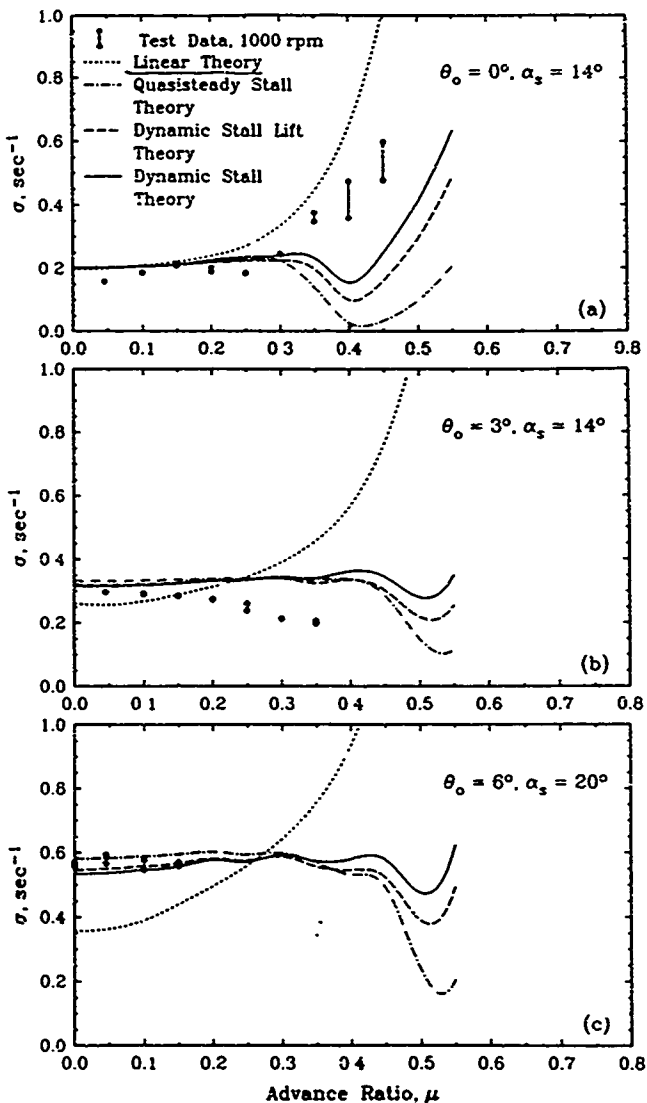 Test Data, 1000 rpm
Linear Theory
Quasisteady Stall
Theory
Dynamic Stall Lift
Theory
Dynamic Stall
Theory
θo = 0°, αs = 14°
σ, sec⁻¹
1.0
0.8
0.6
0.4
0.2
0.0
(a)
0.0 0.1 0.2 0.3 0.4 0.5 0.6 0.7 0.8
θo = 3°, αs = 14°
σ, sec⁻¹
1.0
0.8
0.6
0.4
0.2
0.0
(b)
0.0 0.1 0.2 0.3 0.4 0.5 0.6 0.7 0.8
θo = 6°, αs = 20°
σ, sec⁻¹
1.0
0.8
0.6
0.4
0.2
0.0
(c)
0.0 0.1 0.2 0.3 0.4 0.5 0.6 0.7 0.8
Advance Ratio, μ